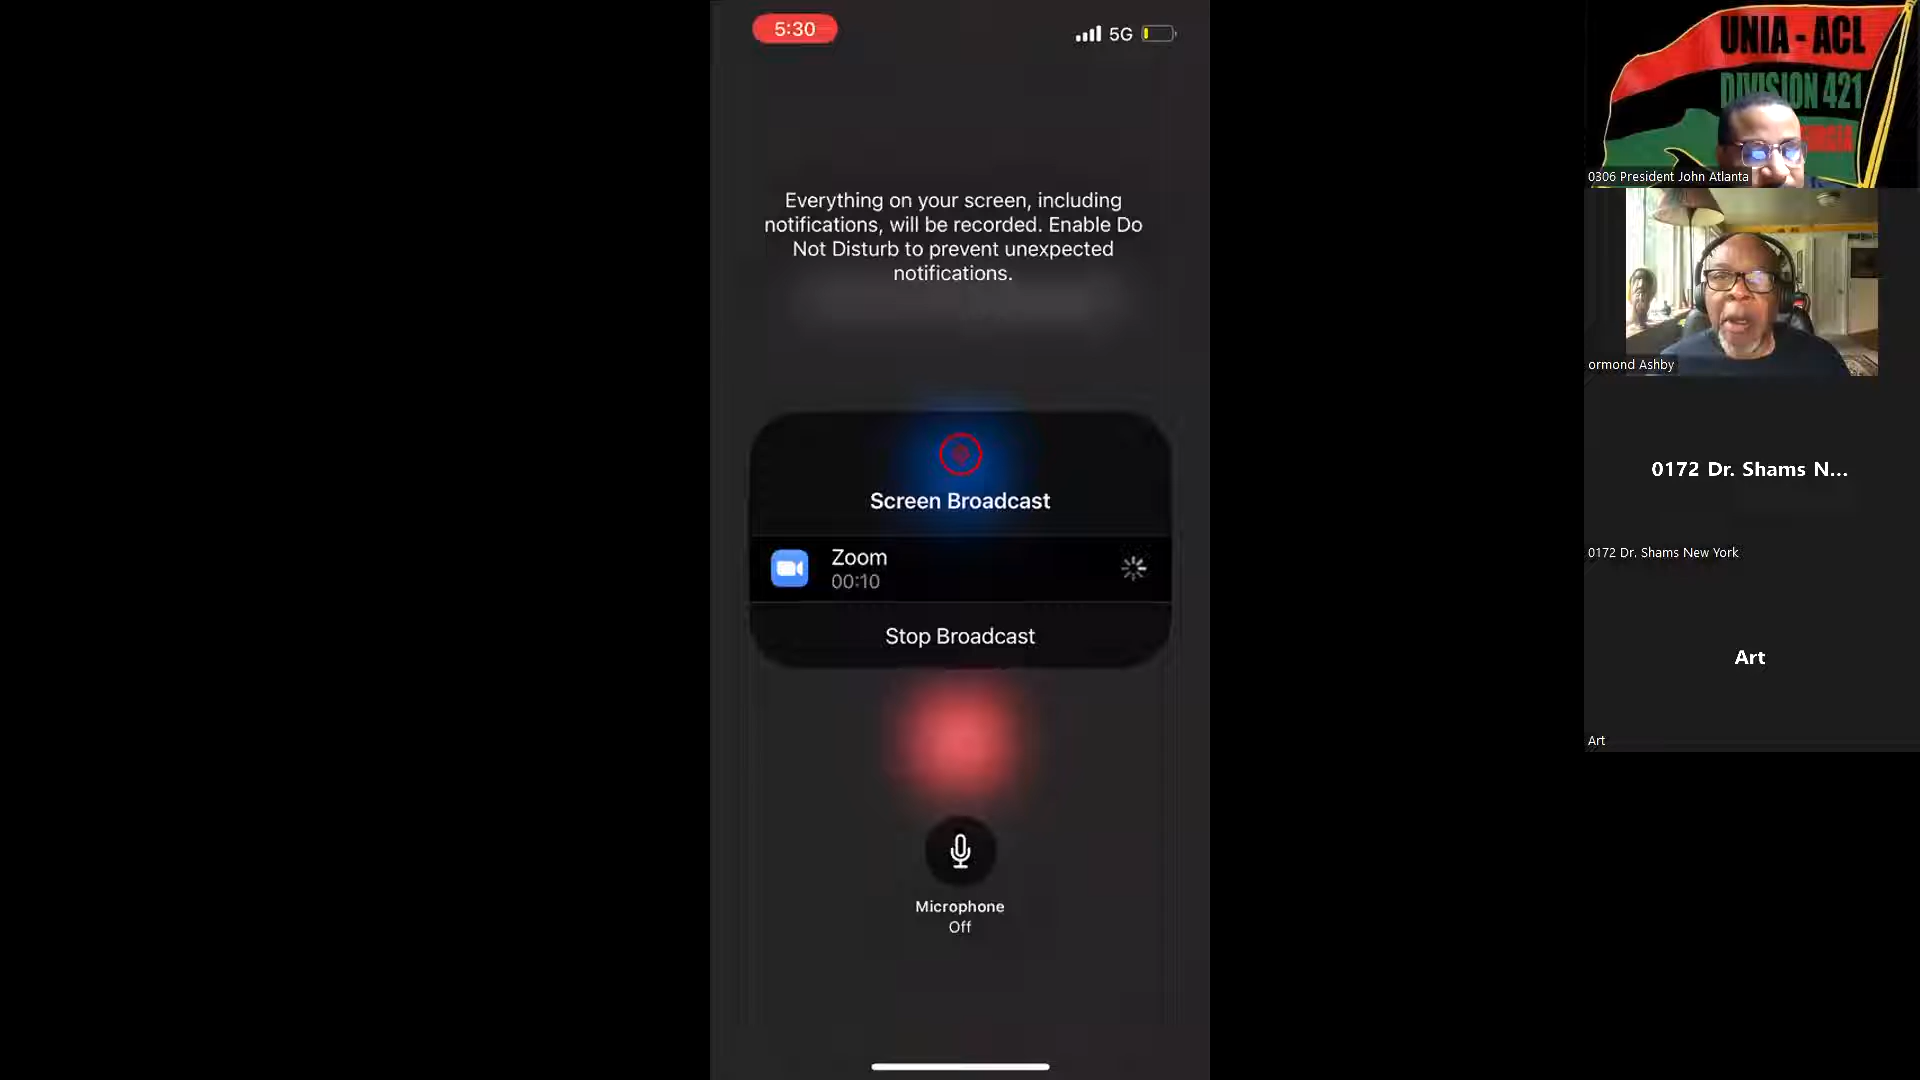 5:30
5G
Everything on your screen, including
notifications, will be recorded. Enable Do
Not Disturb to prevent unexpected
notifications.
Screen Broadcast
Zoom
00:10
Stop Broadcast
Microphone
Off
UNIA - ACL
DIVISION 421
0306 President John Atlanta
ormond Ashby
0172 Dr. Shams N...
0172 Dr. Shams New York
Art
Art